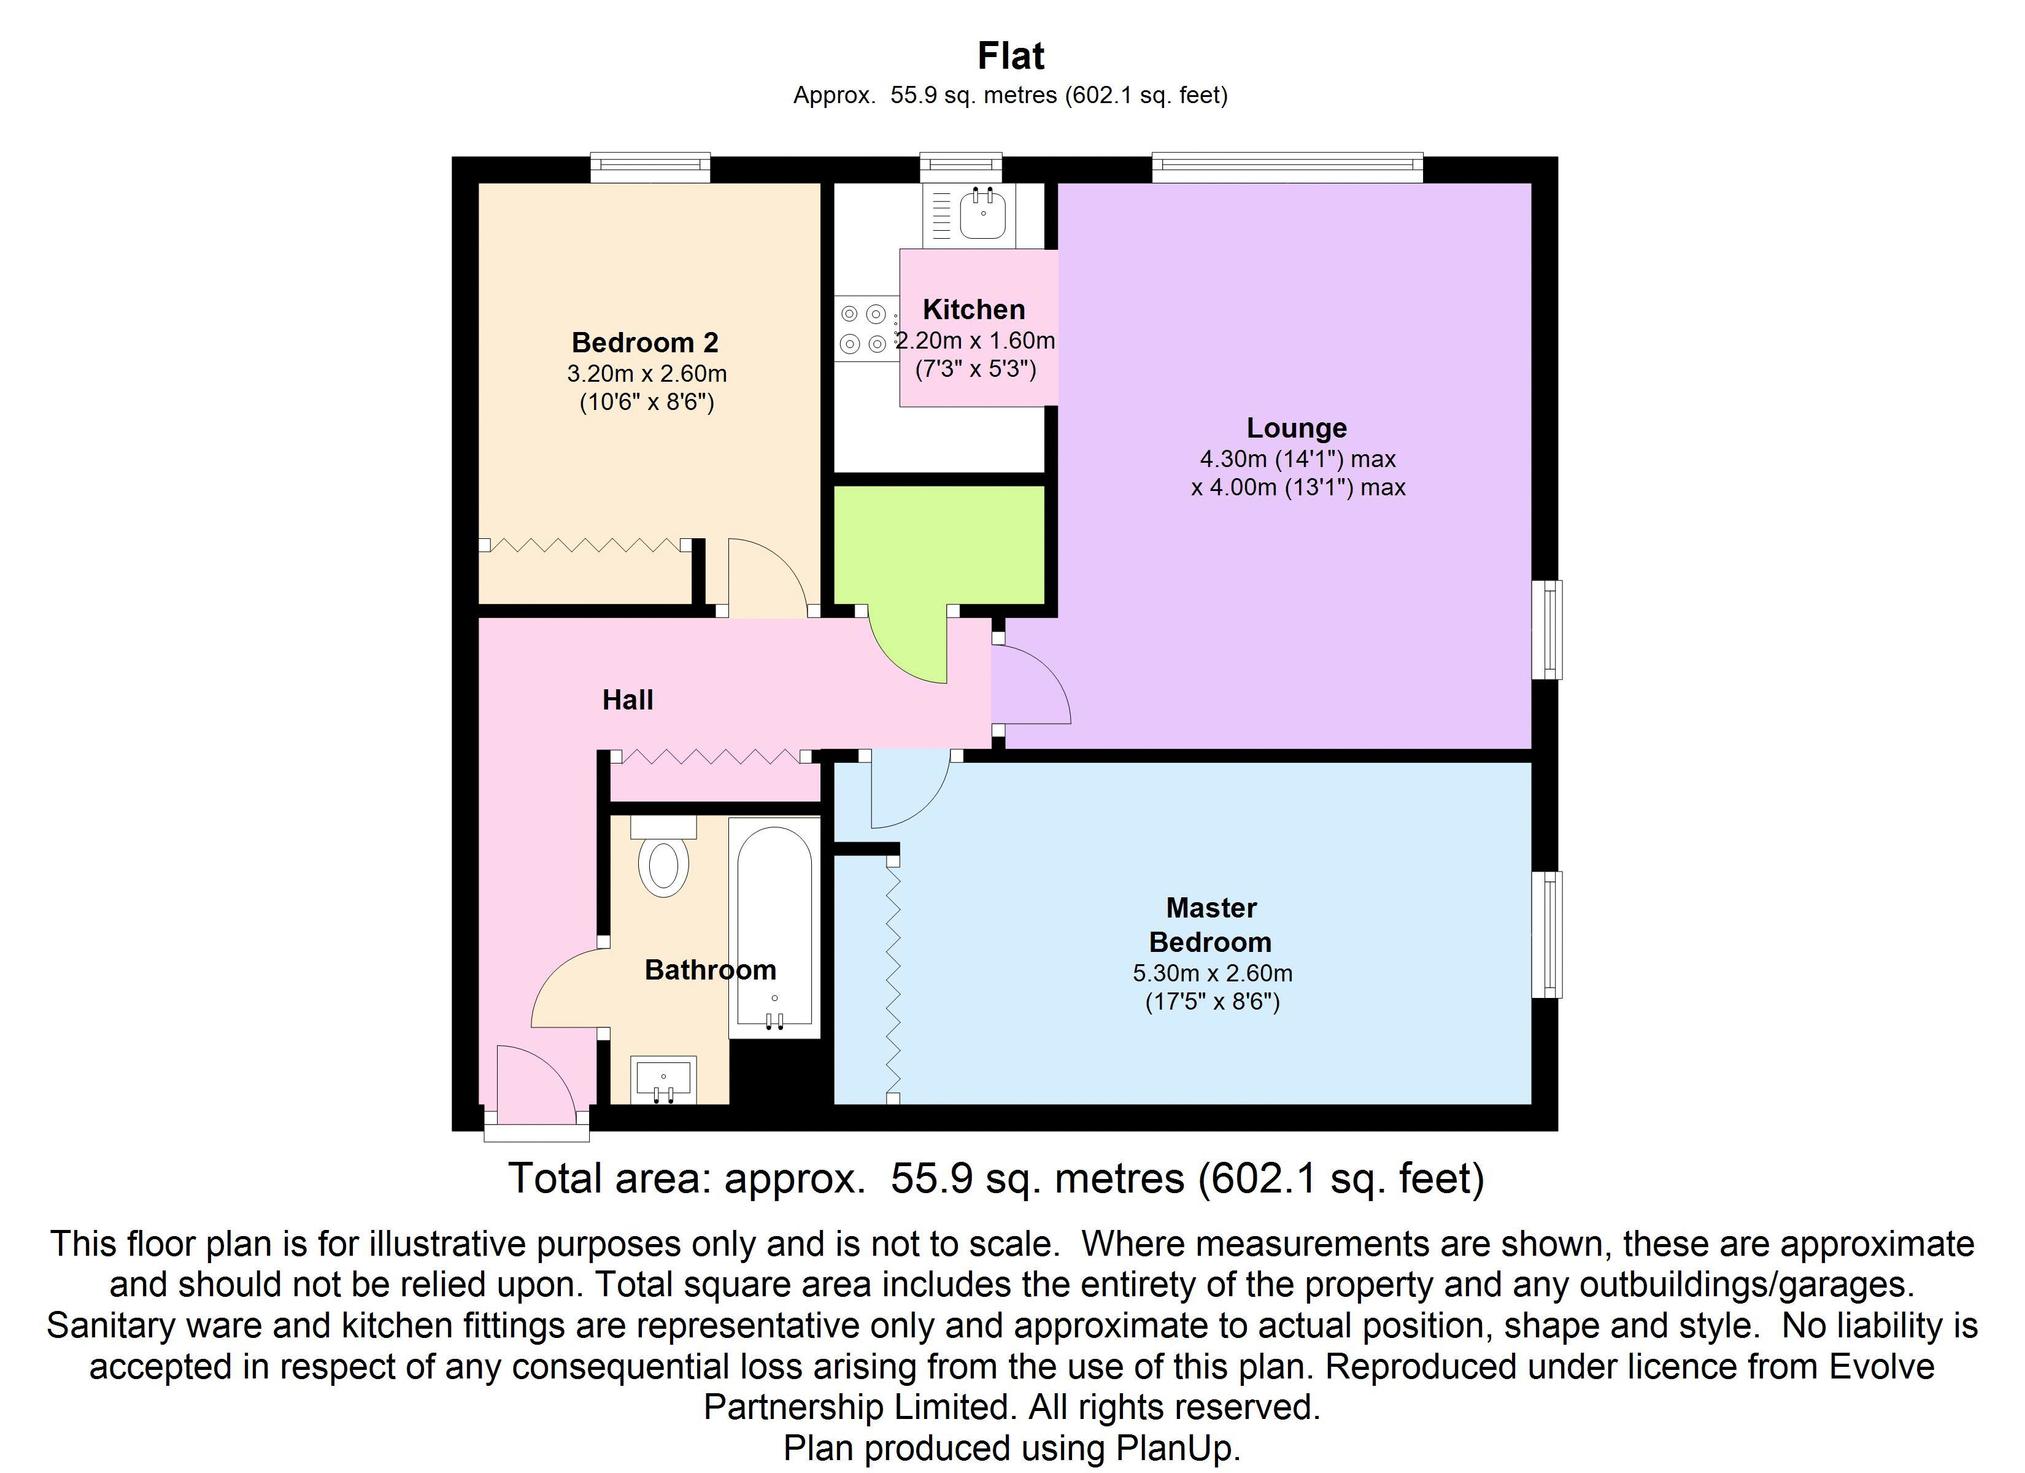 Flat
Approx.  55.9 sq. metres (602.1 sq. feet)
Kitchen
2.20m x 1.60m
(7'3" x 5'3")
Bedroom 2
3.20m x 2.60m
(10'6" x 8'6")
Lounge
4.30m (14'1") max
x 4.00m (13'1") max
Hall
Master
Bedroom
5.30m x 2.60m
(17'5" x 8'6")
Bathroom
Total area: approx.  55.9 sq. metres (602.1 sq. feet)
This floor plan is for illustrative purposes only and is not to scale.  Where measurements are shown, these are approximate
and should not be relied upon. Total square area includes the entirety of the property and any outbuildings/garages.
Sanitary ware and kitchen fittings are representative only and approximate to actual position, shape and style.  No liability is
accepted in respect of any consequential loss arising from the use of this plan. Reproduced under licence from Evolve
Partnership Limited. All rights reserved.
Plan produced using PlanUp.